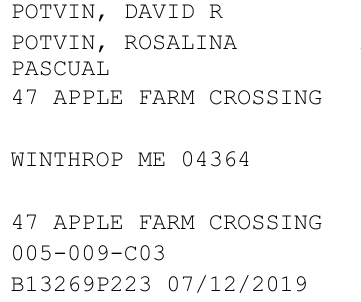 POTVIN, DAVID R
POTVIN, ROSALINA
PASCUAL
47 APPLE FARM CROSSING
WINTHROP ME 04364
47 APPLE FARM CROSSING
005-009-C03
B13269P223 07/12/2019